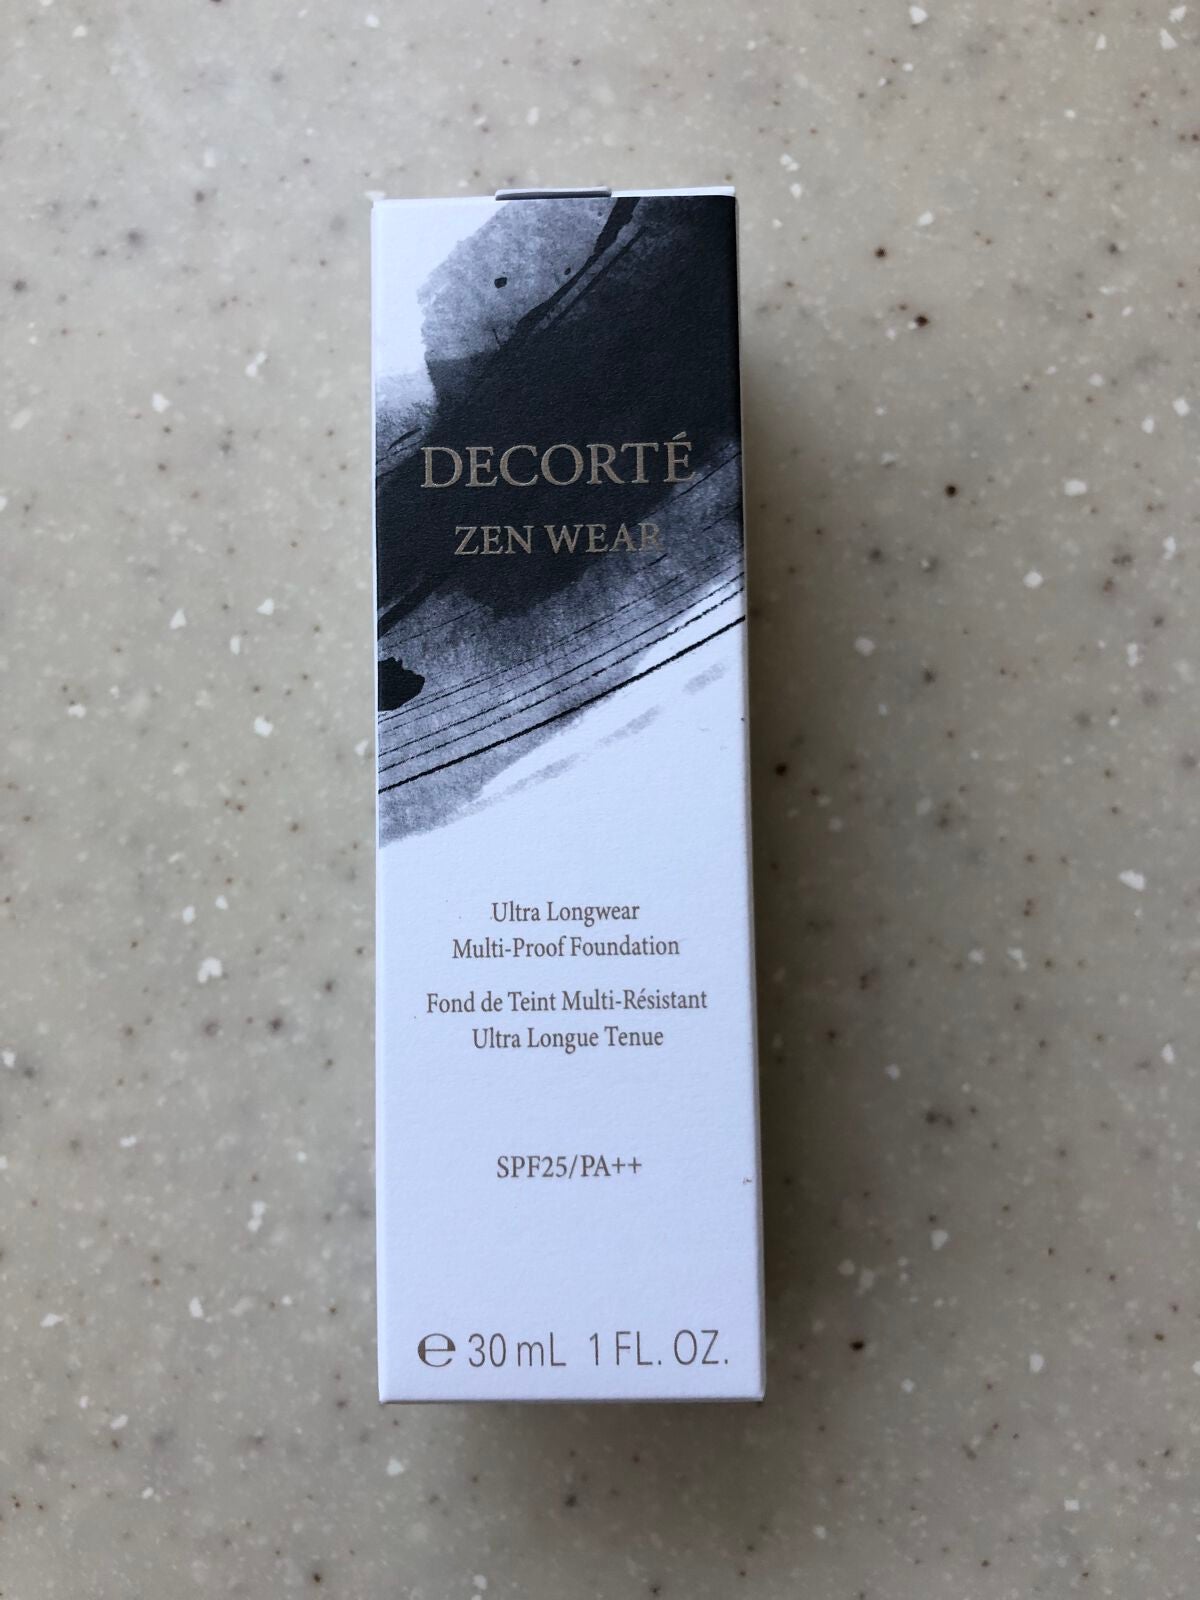 DECORTÉ
ZEN WEAR
Ultra Longwear
Multi-Proof Foundation
Fond de Teint Multi-Résistant
Ultra Longue Tenue
SPF25/PA++
℮ 30 mL 1 FL. OZ.